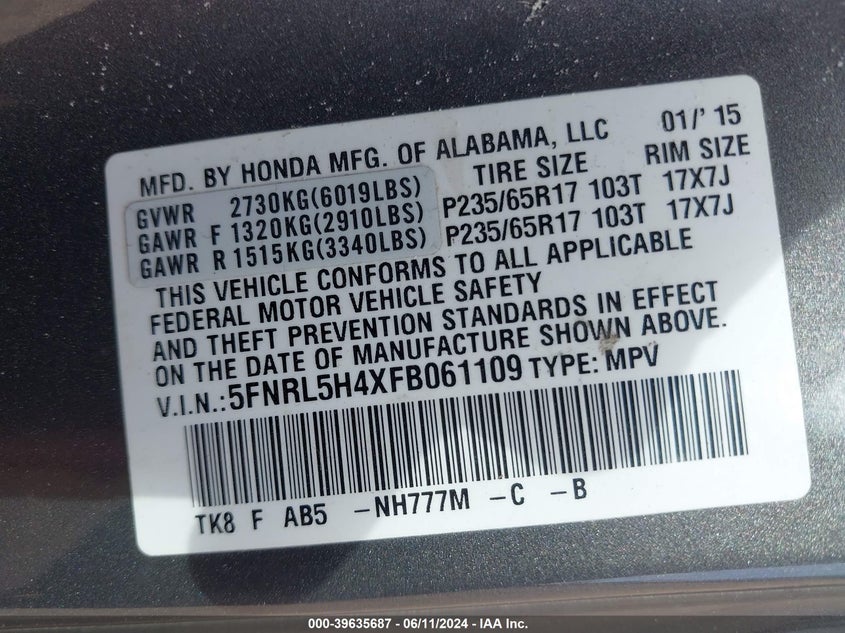 MFD. BY HONDA MFG. OF ALABAMA, LLC 01/' 15
TIRE SIZE RIM SIZE
GVWR 2730KG(6019LBS)
GAWR F 1320KG(2910LBS) P235/65R17 103T 17X7J
GAWR R 1515KG(3340LBS) P235/65R17 103T 17X7J
THIS VEHICLE CONFORMS TO ALL APPLICABLE
FEDERAL MOTOR VEHICLE SAFETY
AND THEFT PREVENTION STANDARDS IN EFFECT
ON THE DATE OF MANUFACTURE SHOWN ABOVE.
V.I.N.:5FNRL5H4XFB061109 TYPE: MPV
TK8 F AB5 -NH777M -C -B
000-39635687 - 06/11/2024 - IAA Inc.